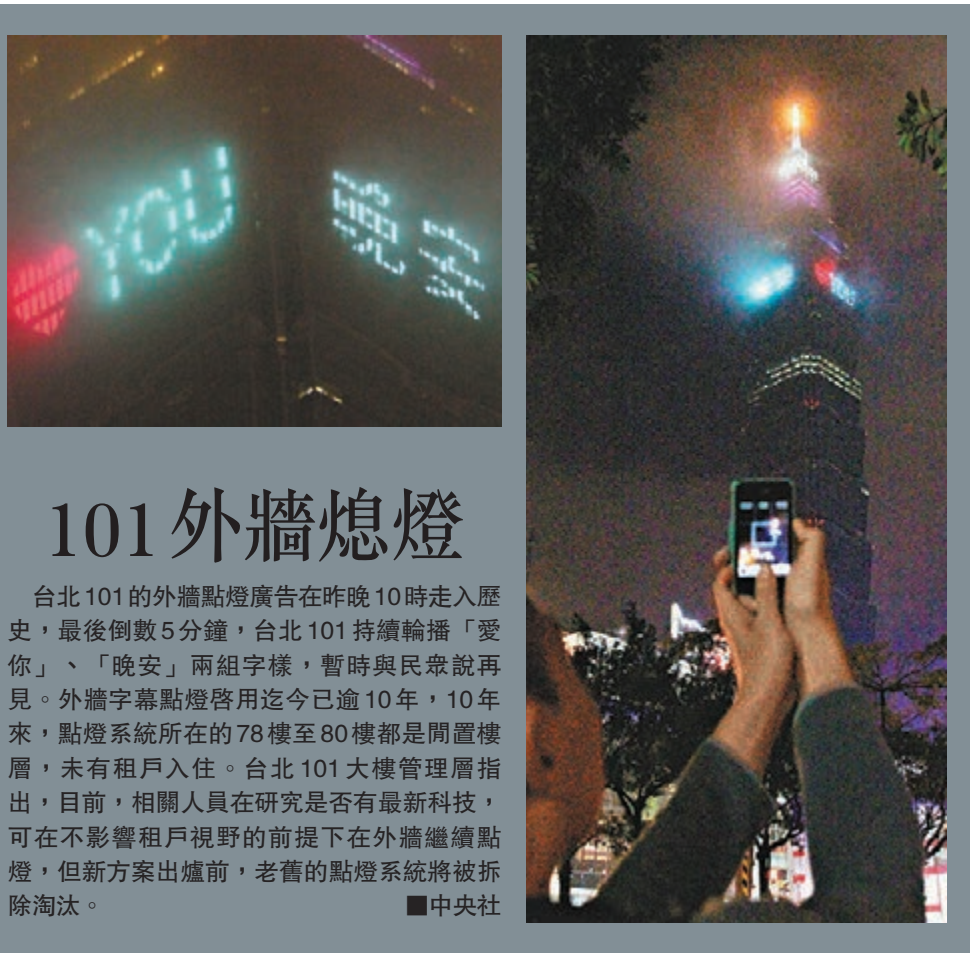 YOU
101外牆熄燈
台北101的外牆點燈廣告在昨晚10時走入歷
史，最後倒數5分鐘，台北101持續輪播「愛
你」、「晚安」兩組字樣，暫時與民衆說再
見。外牆字幕點燈啓用迄今已逾10年，10年
來，點燈系統所在的78樓至80樓都是閒置樓
層，未有租戶入住。台北101大樓管理層指
出，目前，相關人員在研究是否有最新科技，
可在不影響租戶視野的前提下在外牆繼續點
燈，但新方案出爐前，老舊的點燈系統將被拆
除淘汰。
■中央社